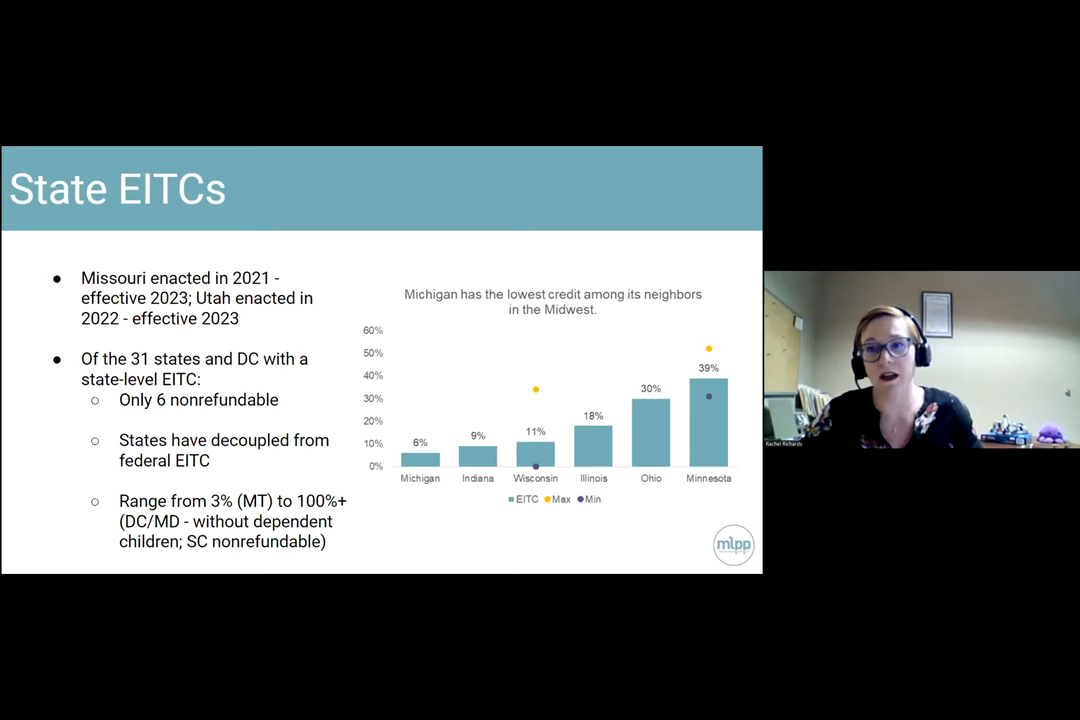 State EITCs
● Missouri enacted in 2021 -
effective 2023; Utah enacted in
2022 - effective 2023
● Of the 31 states and DC with a
state-level EITC:
○ Only 6 nonrefundable
○ States have decoupled from
federal EITC
○ Range from 3% (MT) to 100%+
(DC/MD - without dependent
children; SC nonrefundable)
Michigan has the lowest credit among its neighbors
in the Midwest.
60%
50%
40%
30%
20%
10%
0%
6%
9%
11%
18%
30%
39%
Michigan
Indiana
Wisconsin
Illinois
Ohio
Minnesota
EITC Max Min
mlpp
Rachel Richards